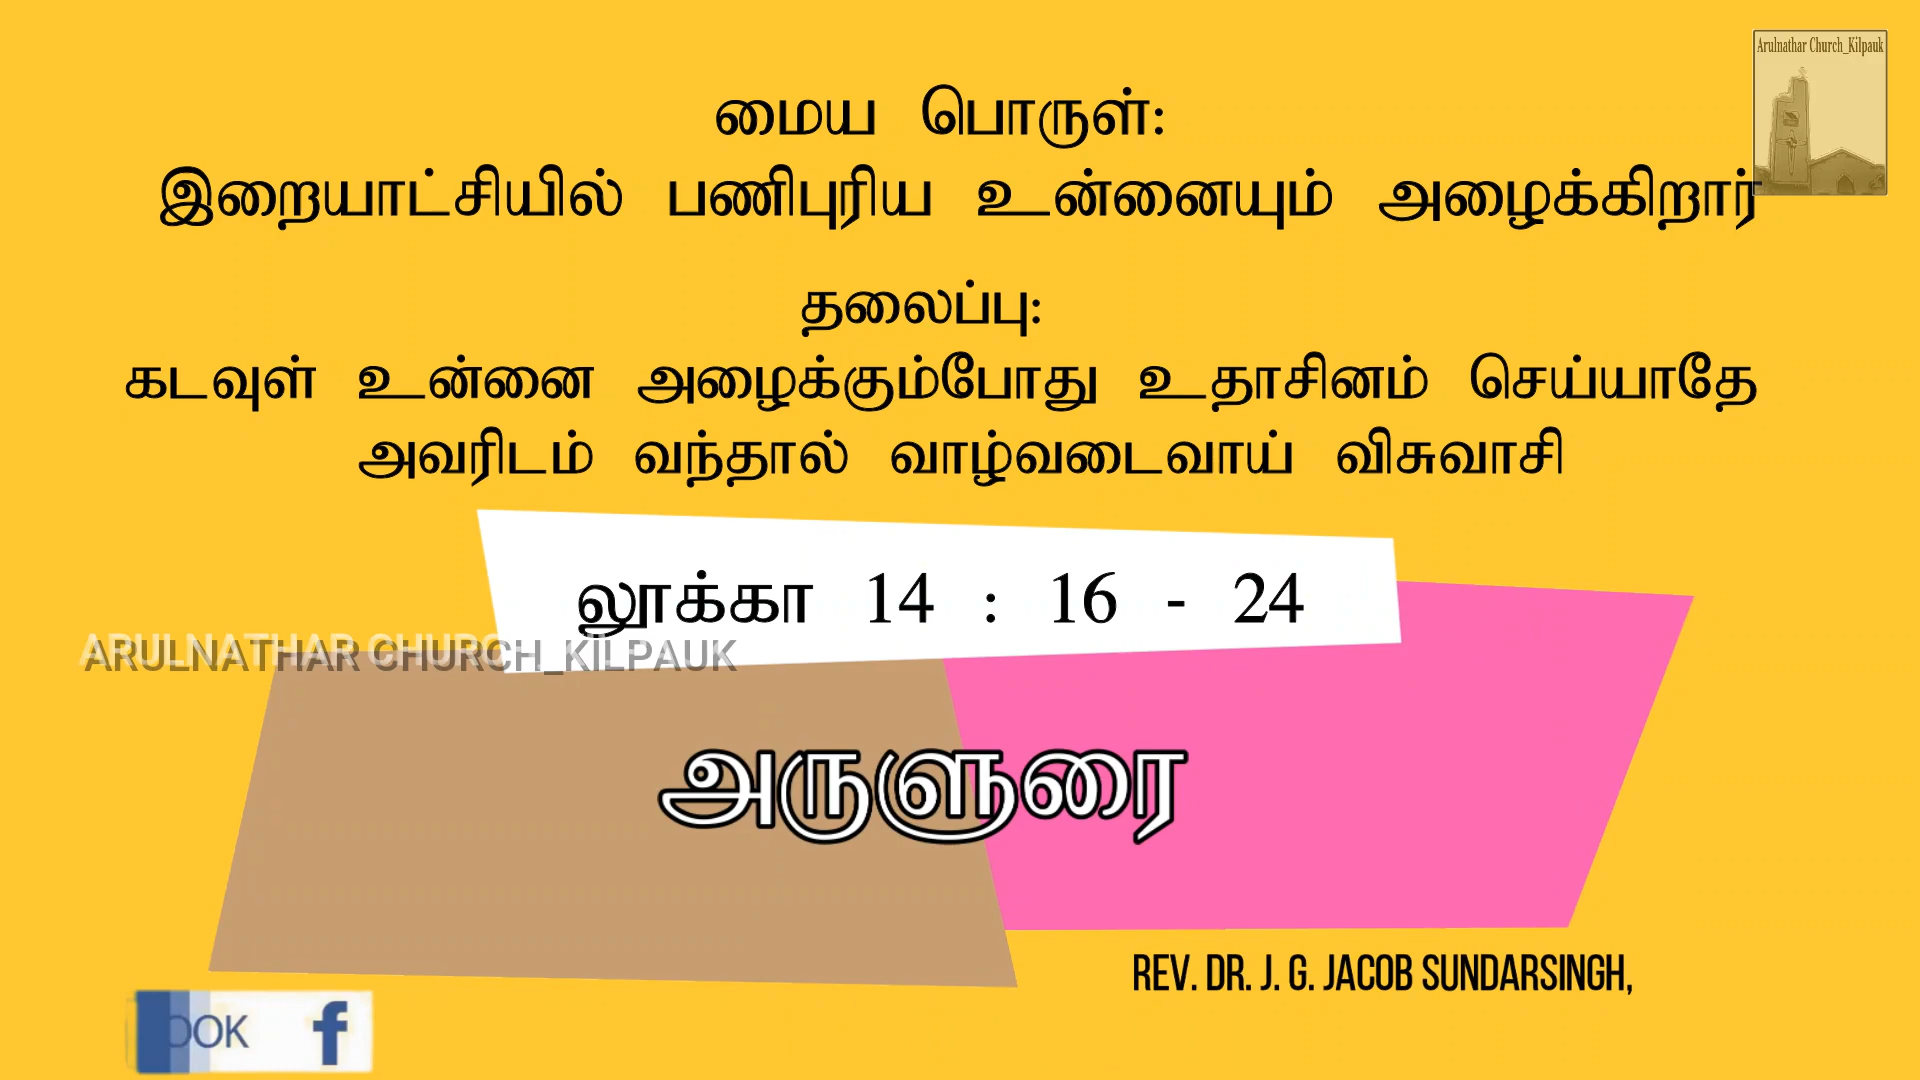 Arulnathar Church_Kilpauk
மைய பொருள்:
இறையாட்சியில் பணிபுரிய உன்னையும் அழைக்கிறார்
தலைப்பு:
கடவுள் உன்னை அழைக்கும்போது உதாசினம் செய்யாதே
அவரிடம் வந்தால் வாழ்வடைவாய் விசுவாசி
லூக்கா 14 : 16 - 24
ARULNATHAR CHURCH_KILPAUK
அருளுரை
REV. DR. J. G. JACOB SUNDARSINGH,
OOK f